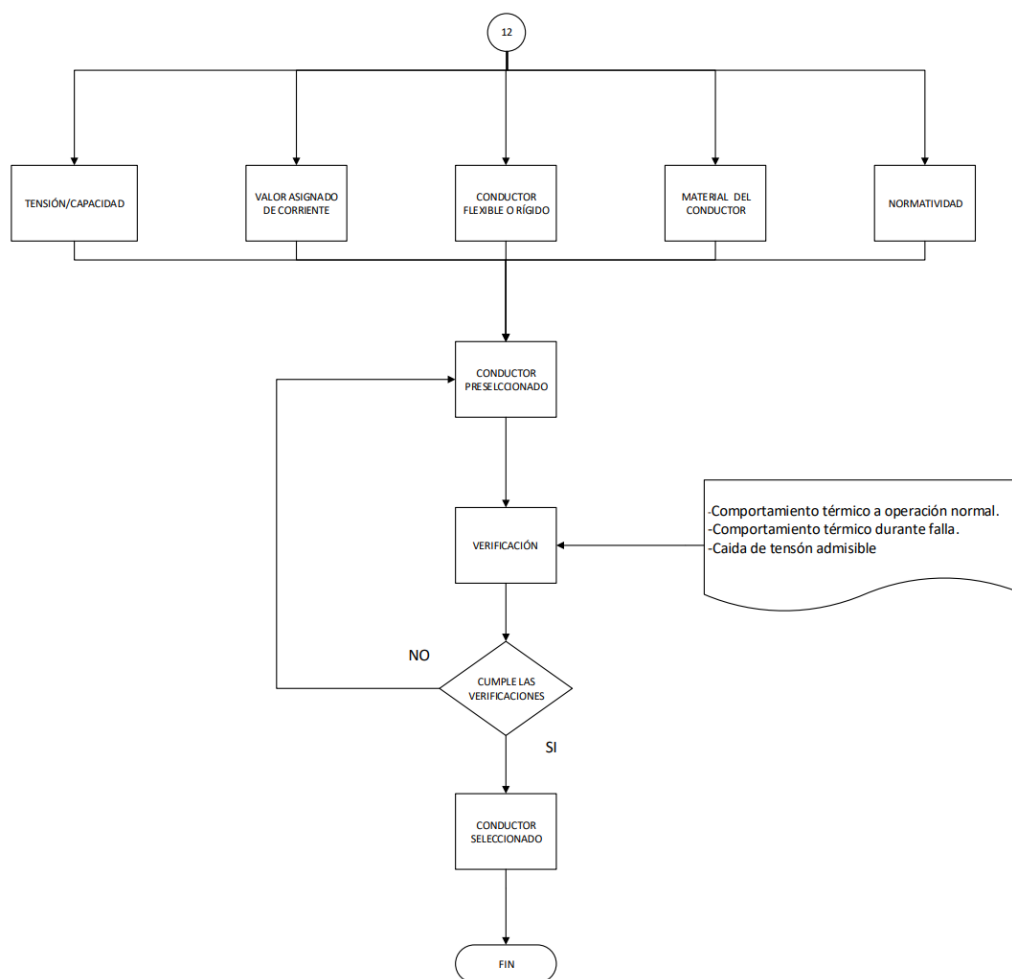 12
TENSIÓN/CAPACIDAD
VALOR ASIGNADO
DE CORRIENTE
CONDUCTOR
FLEXIBLE O RÍGIDO
MATERIAL DEL
CONDUCTOR
NORMATIVIDAD
CONDUCTOR
PRESELCCIONADO
VERIFICACIÓN
-Comportamiento térmico a operación normal.
-Comportamiento térmico durante falla.
-Caida de tensón admisible
NO
CUMPLE LAS
VERIFICACIONES
SI
CONDUCTOR
SELECCIONADO
FIN